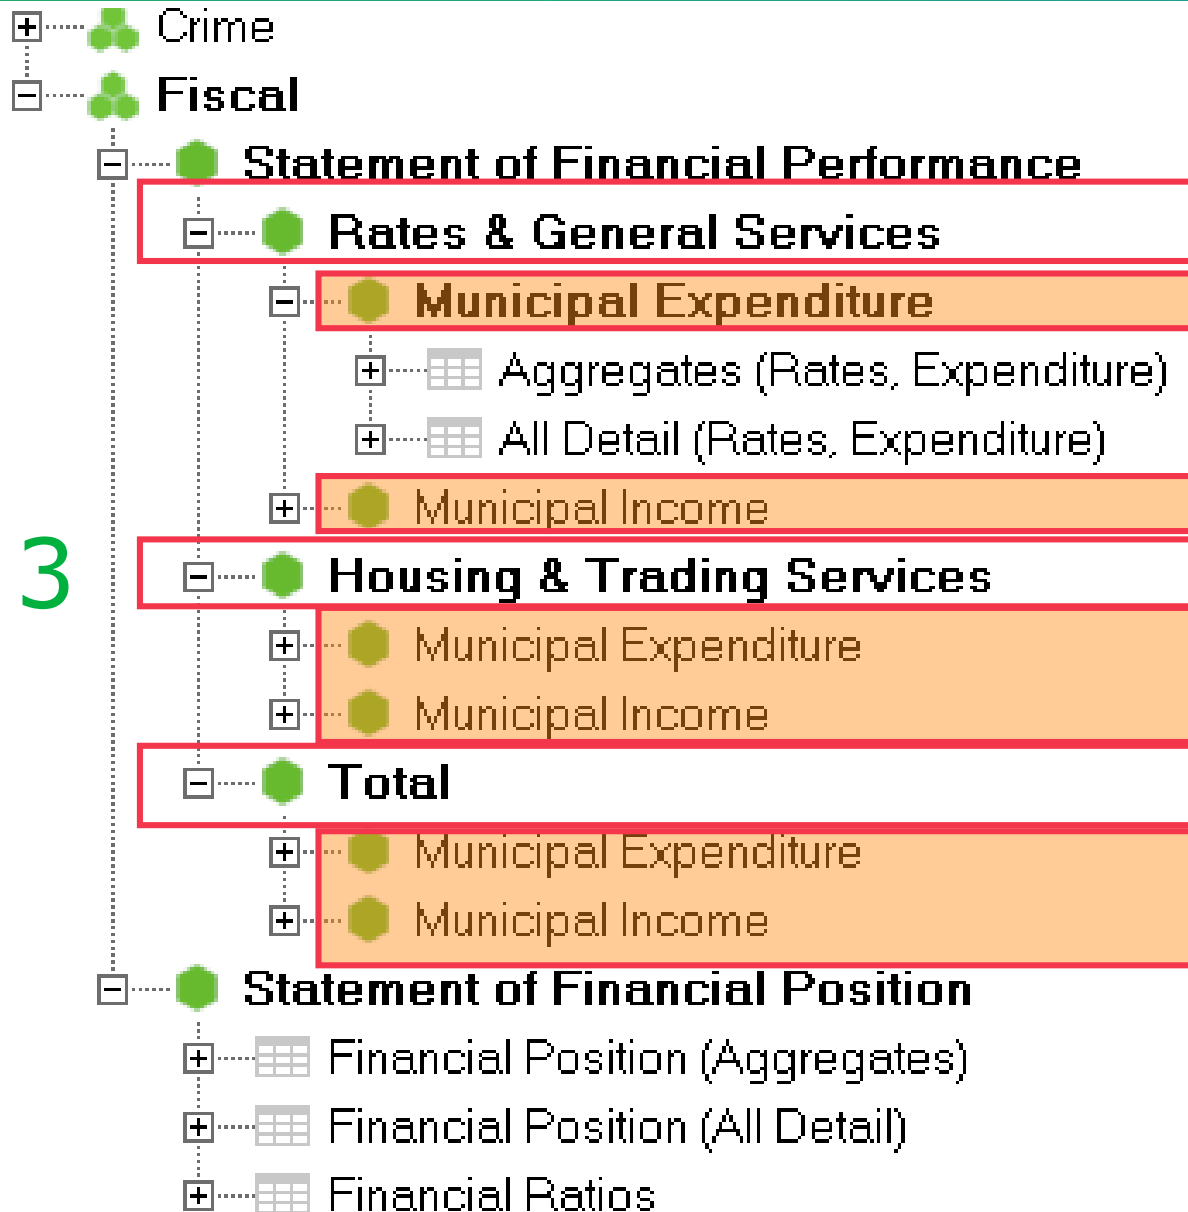 Crime
Fiscal
Statement of Financial Performance
Rates & General Services
Municipal Expenditure
Aggregates (Rates, Expenditure)
All Detail (Rates, Expenditure)
Municipal Income
3
Housing & Trading Services
Municipal Expenditure
Municipal Income
Total
Municipal Expenditure
Municipal Income
Statement of Financial Position
Financial Position (Aggregates)
Financial Position (All Detail)
Financial Ratios